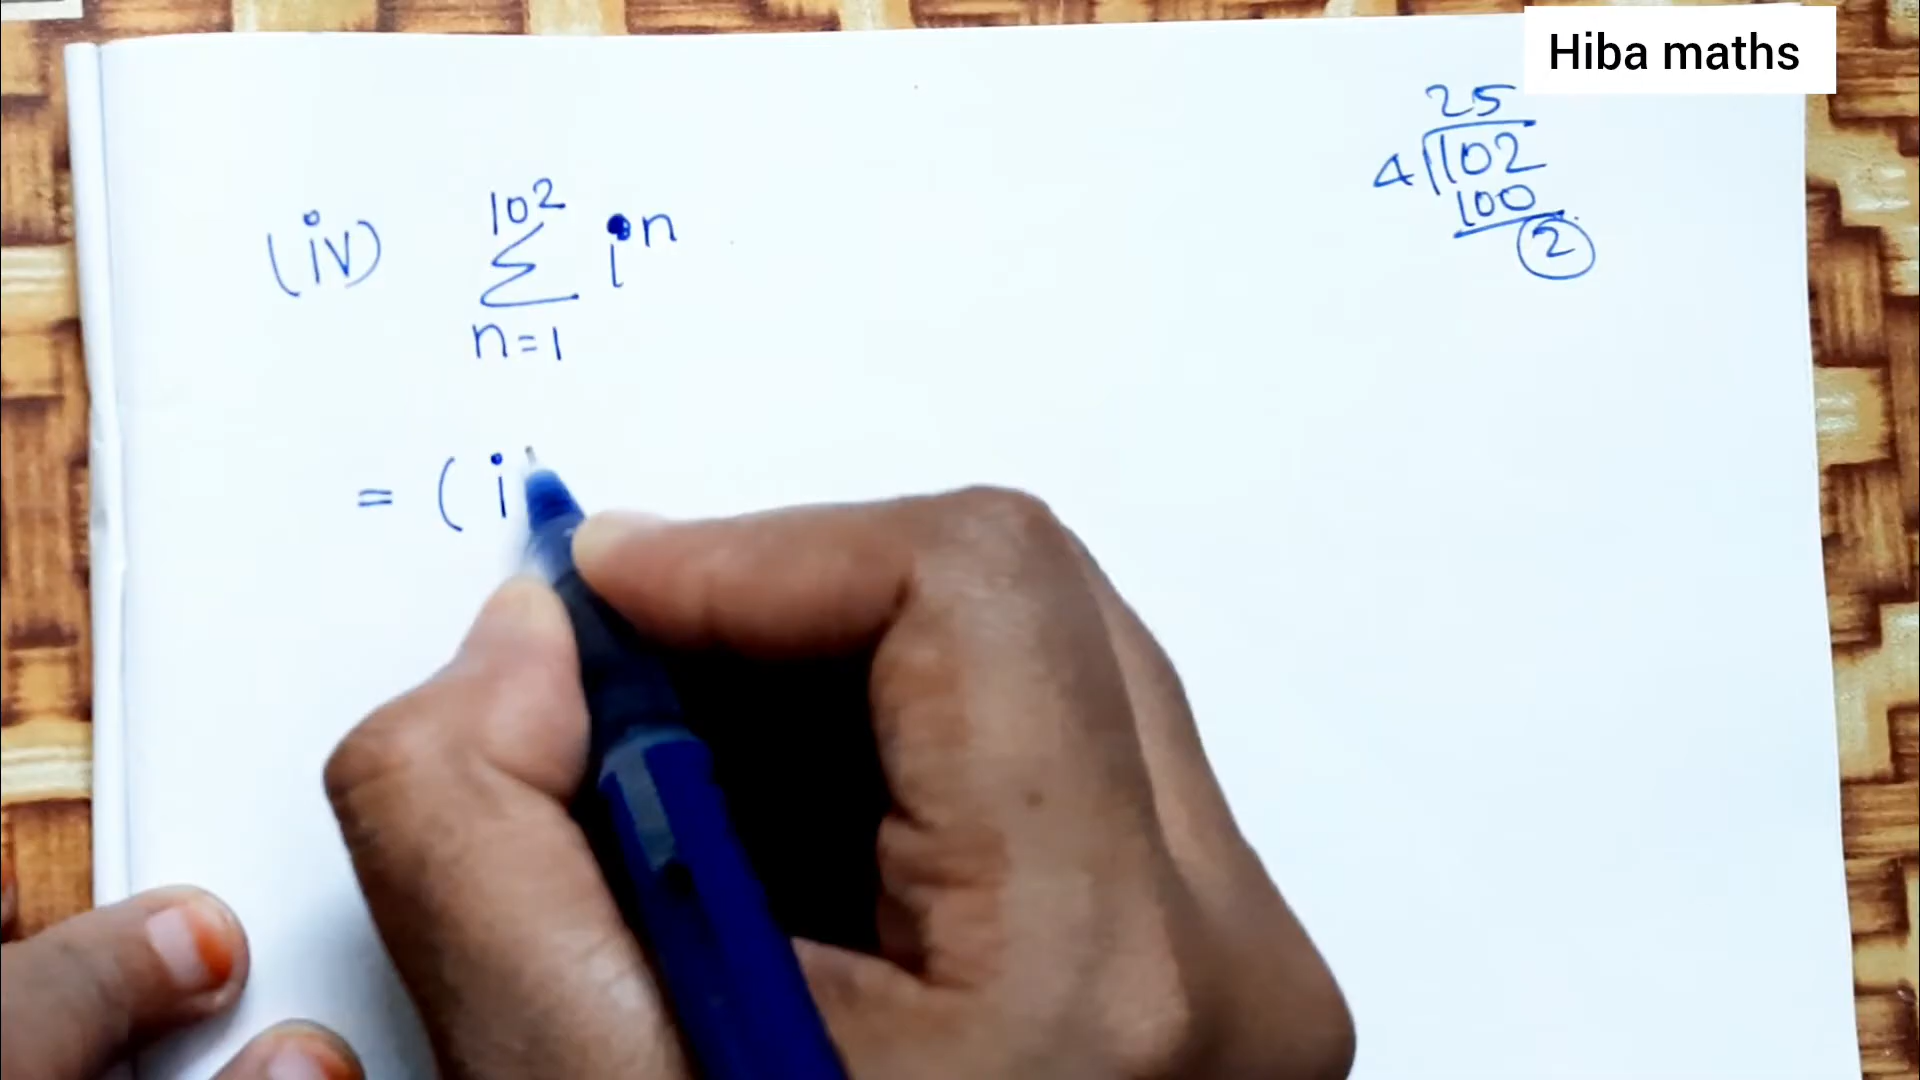 Hiba maths
25
4 102
100
2
(iv) 102
Σ iⁿ
n=1
= ( i